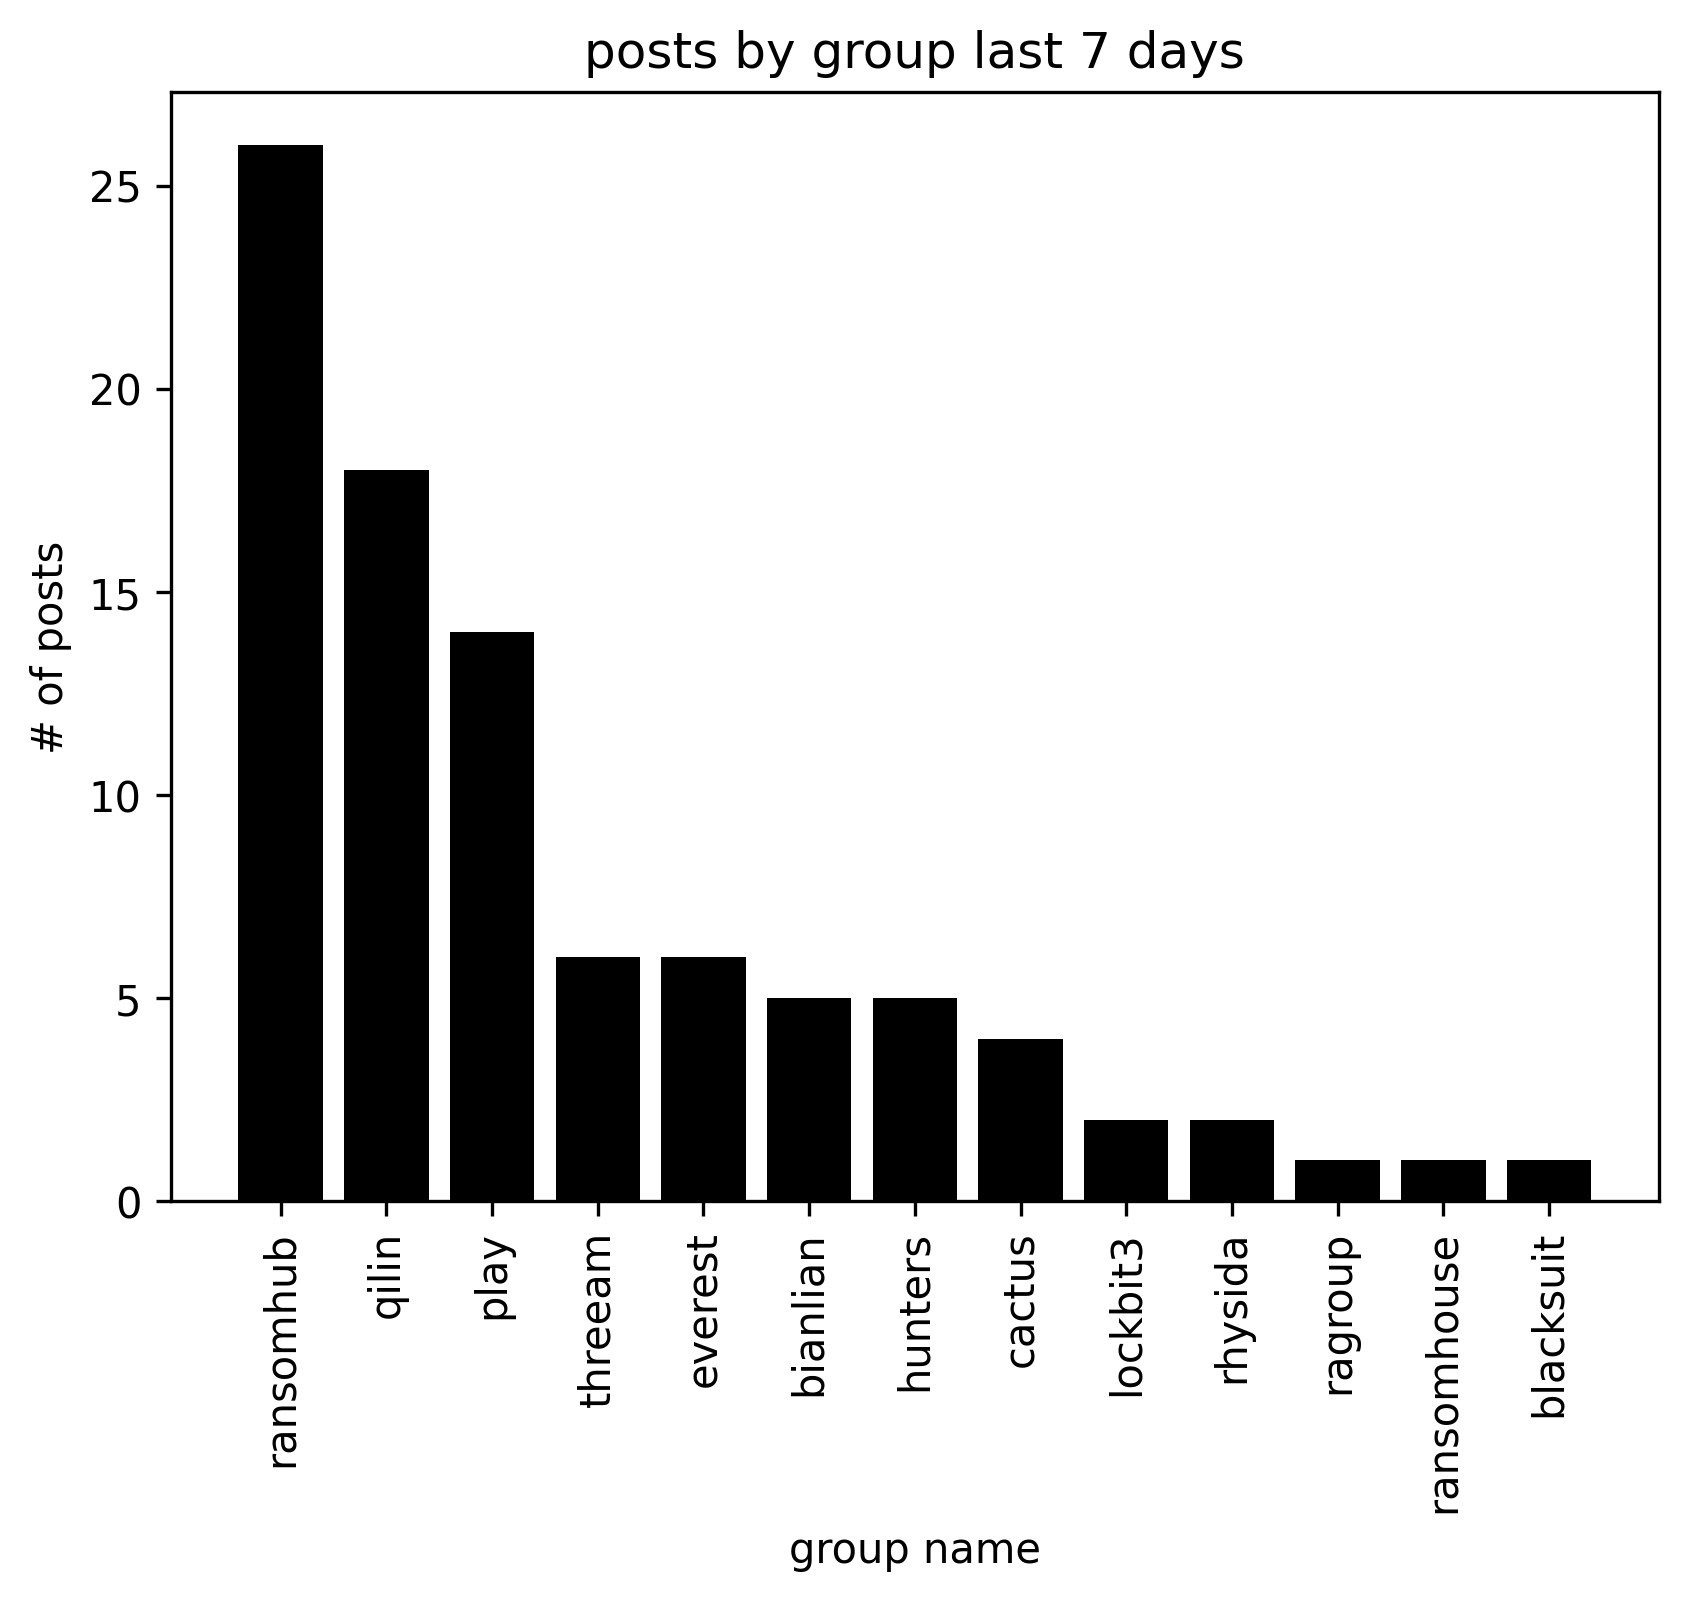 posts by group last 7 days
# of posts
25
20
15
10
5
0
ransomhub
qilin
play
threeam
everest
bianlian
hunters
cactus
lockbit3
rhysida
ragroup
ransomhouse
blacksuit
group name